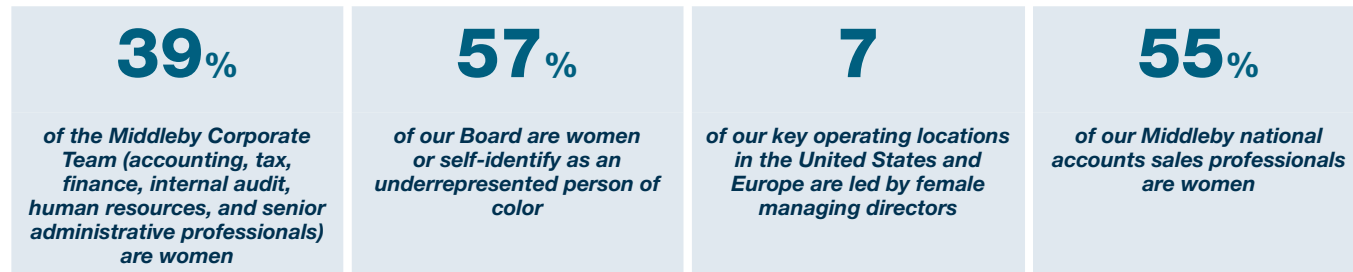 39%
of the Middleby Corporate
Team (accounting, tax,
finance, internal audit,
human resources, and senior
administrative professionals)
are women
57%
of our Board are women
or self-identify as an
underrepresented person of
color
7
of our key operating locations
in the United States and
Europe are led by female
managing directors
55%
of our Middleby national
accounts sales professionals
are women